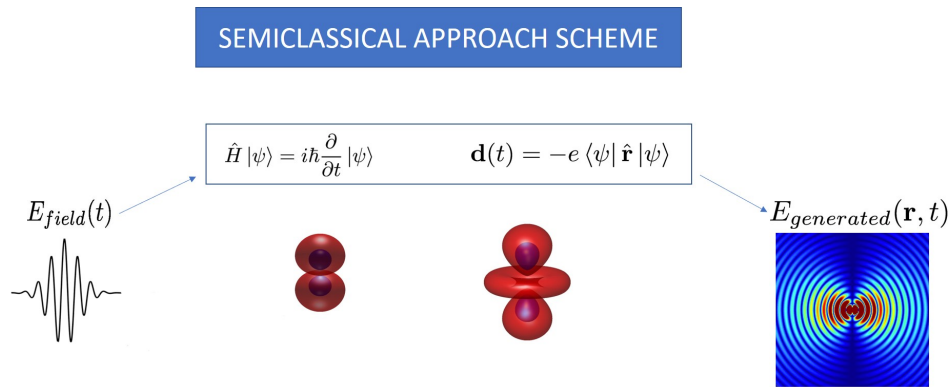 SEMICLASSICAL APPROACH SCHEME
Ĥ |ψ⟩ = iℏ ∂/∂t |ψ⟩
𝐝(t) = −e ⟨ψ| 𝐫̂ |ψ⟩
E_field(t)
E_generated(𝐫, t)